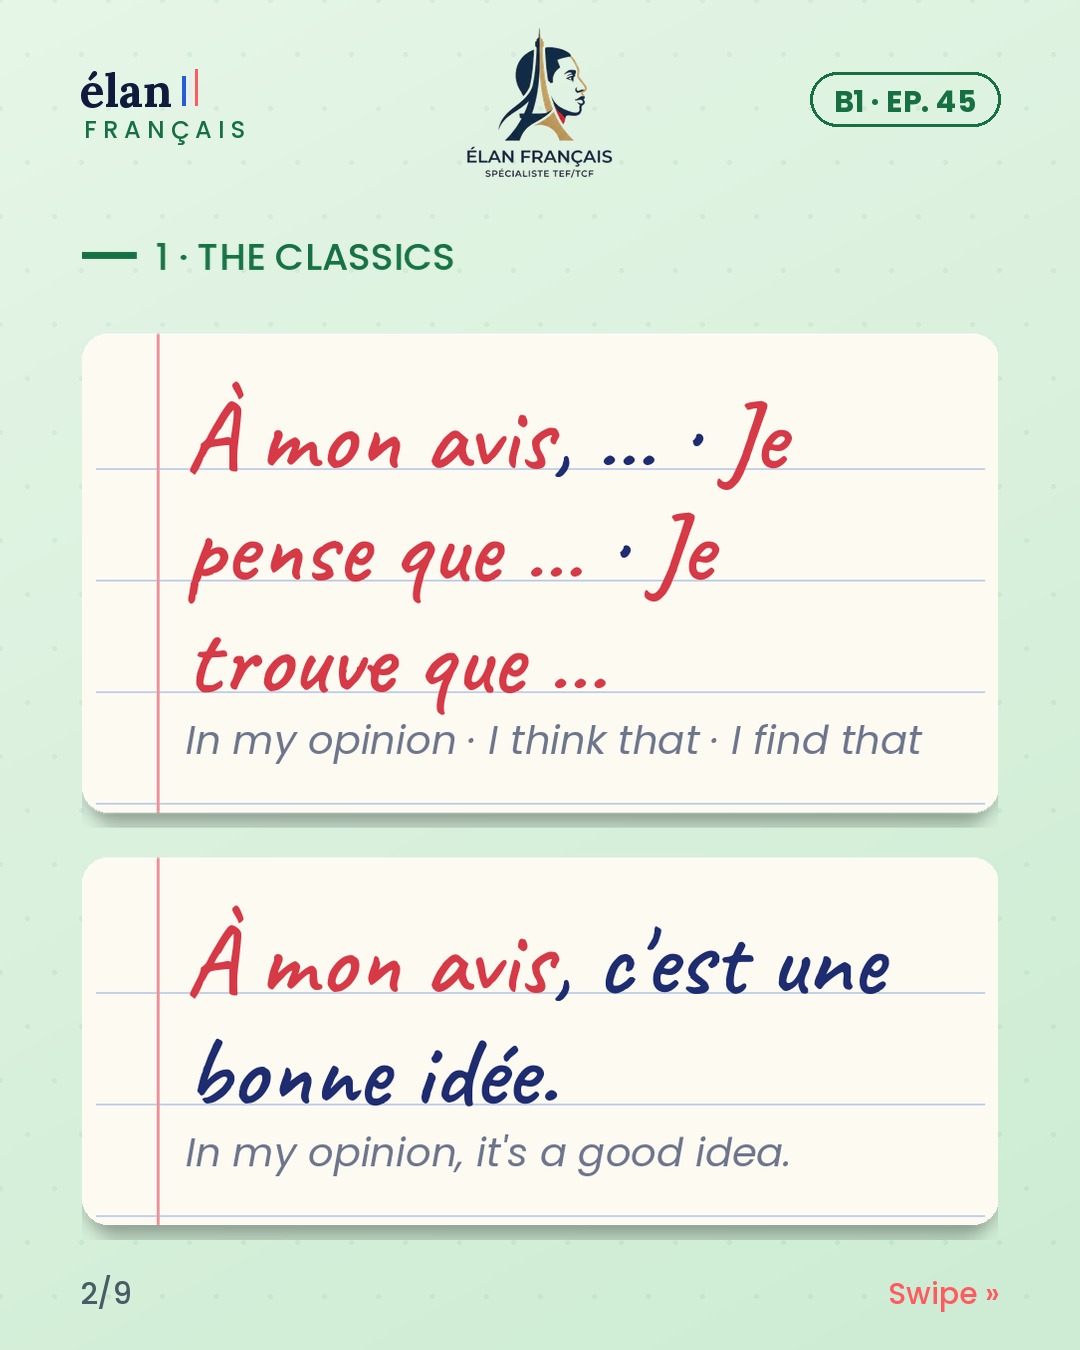 élan
FRANÇAIS
ÉLAN FRANÇAIS
SPÉCIALISTE TEF/TCF
B1 · EP. 45
1 · THE CLASSICS
À mon avis, ... · Je
pense que ... · Je
trouve que ...
In my opinion · I think that · I find that
À mon avis, c'est une
bonne idée.
In my opinion, it's a good idea.
2/9
Swipe »